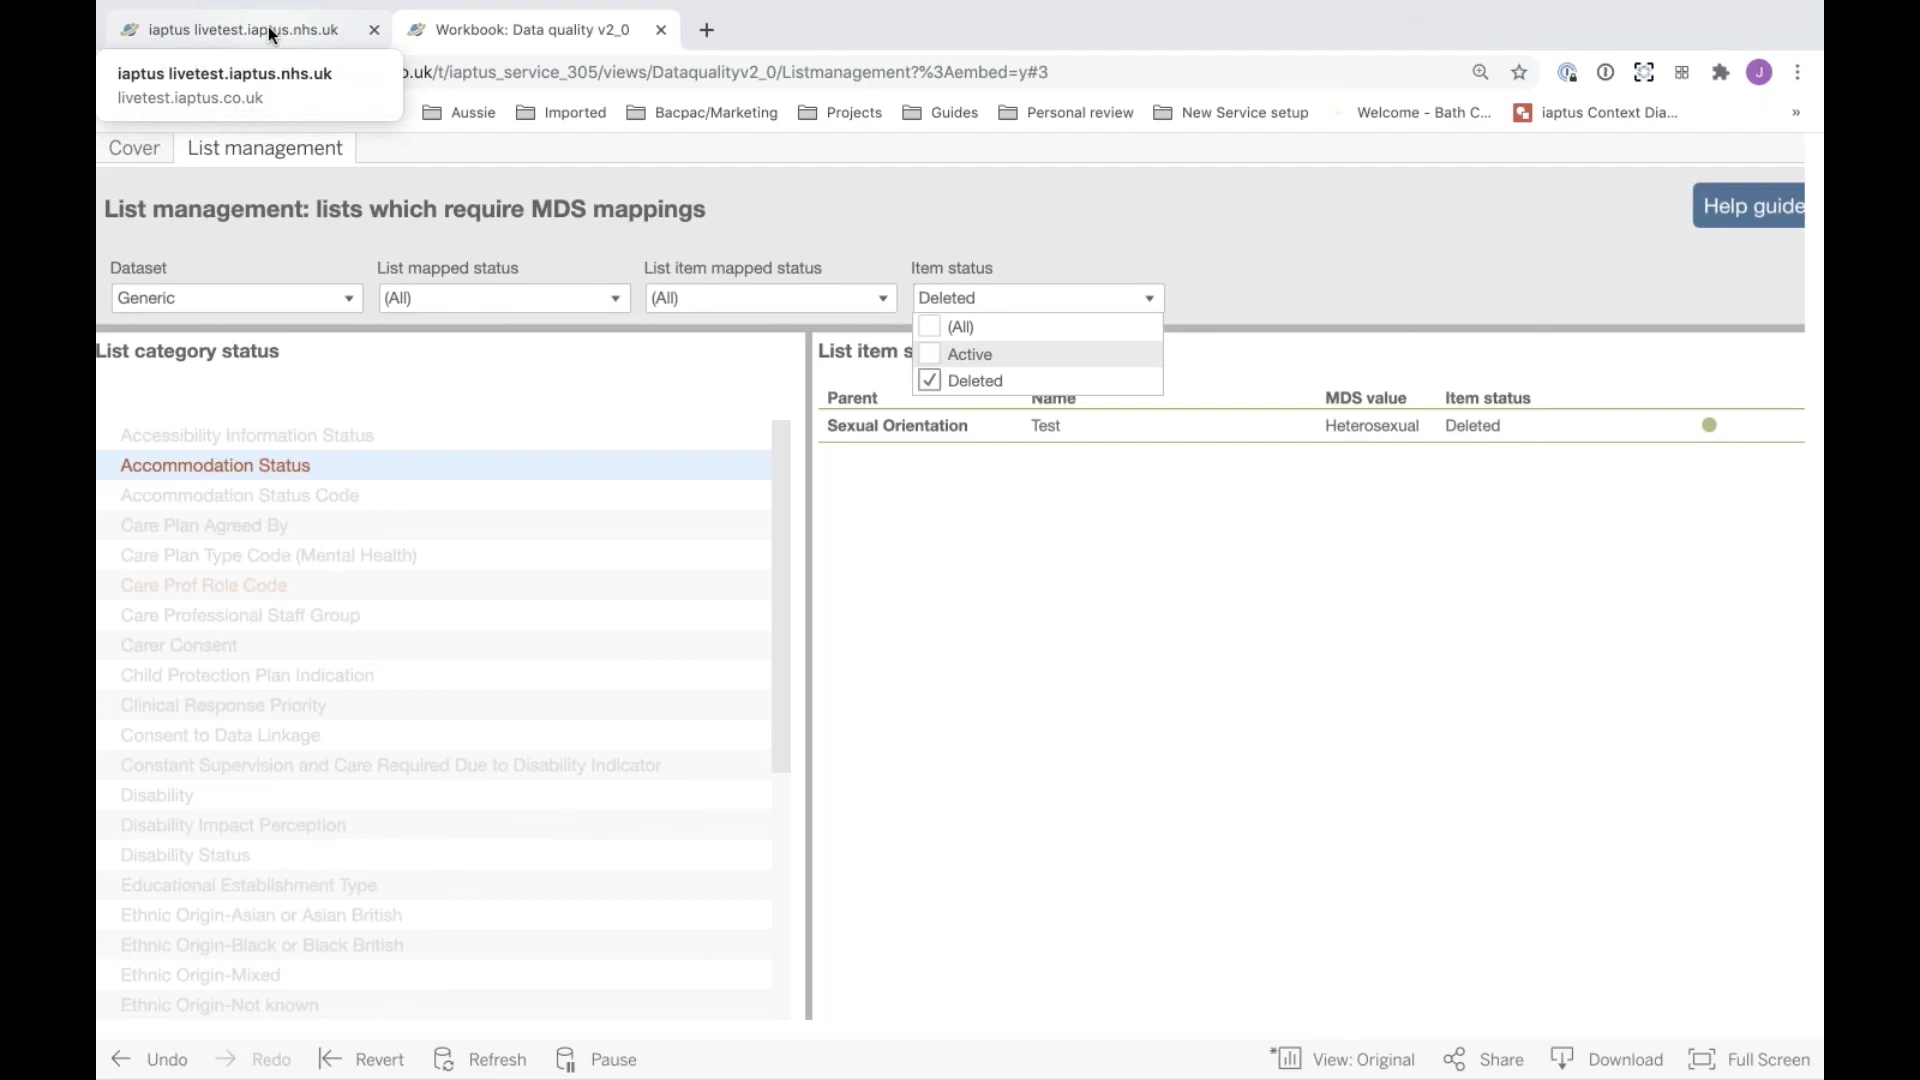 iaptus livetest.iaptus.nhs.uk
Workbook: Data quality v2_0
iaptus livetest.iaptus.nhs.uk
livetest.iaptus.co.uk
o.uk/t/iaptus_service_305/views/Dataqualityv2_0/Listmanagement?%3Aembed=y#3
J
Aussie
Imported
Bacpac/Marketing
Projects
Guides
Personal review
New Service setup
Welcome - Bath C...
iaptus Context Dia...
»
Cover
List management
List management: lists which require MDS mappings
Help guide
Dataset
List mapped status
List item mapped status
Item status
Generic
(All)
(All)
Deleted
(All)
Active
Deleted
List category status
List item s
Parent
Name
MDS value
Item status
Sexual Orientation
Test
Heterosexual
Deleted
Accessibility Information Status
Accommodation Status
Accommodation Status Code
Care Plan Agreed By
Care Plan Type Code (Mental Health)
Care Prof Role Code
Care Professional Staff Group
Carer Consent
Child Protection Plan Indication
Clinical Response Priority
Consent to Data Linkage
Constant Supervision and Care Required Due to Disability Indicator
Disability
Disability Impact Perception
Disability Status
Educational Establishment Type
Ethnic Origin-Asian or Asian British
Ethnic Origin-Black or Black British
Ethnic Origin-Mixed
Ethnic Origin-Not known
Undo
Redo
Revert
Refresh
Pause
View: Original
Share
Download
Full Screen